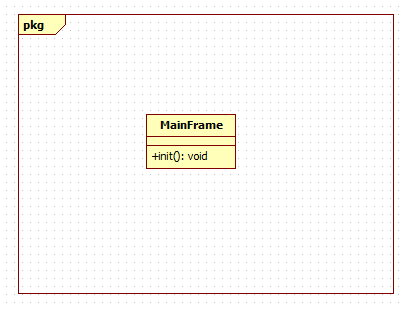 pkg
MainFrame
+init(): void